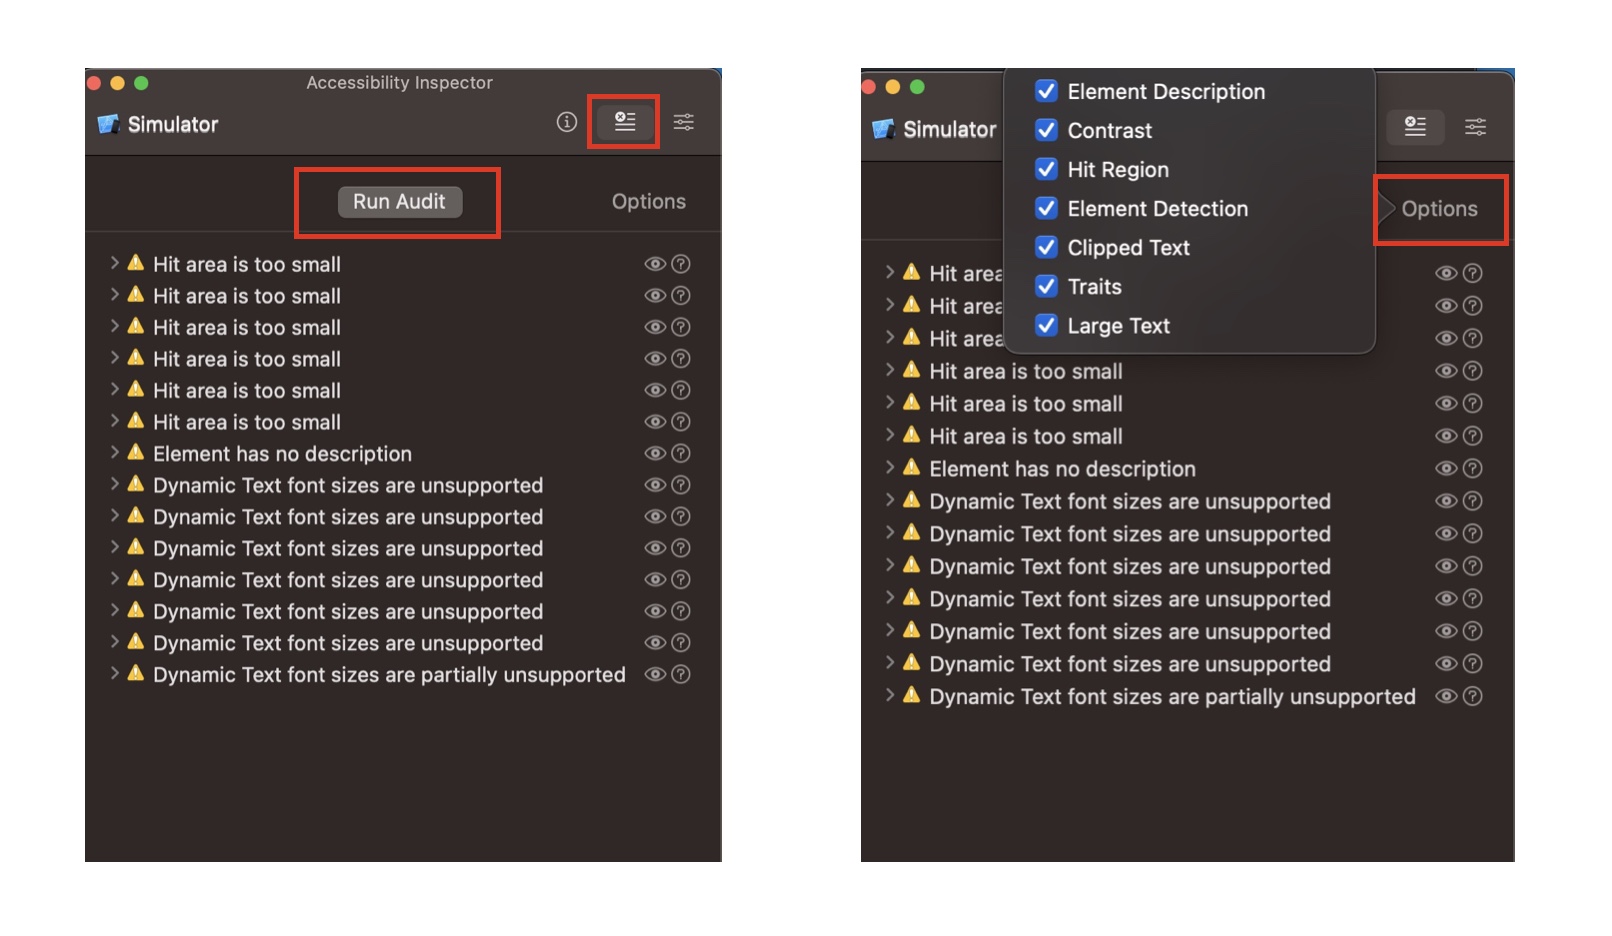 Accessibility Inspector
Simulator
Run Audit
Options
Hit area is too small
Hit area is too small
Hit area is too small
Hit area is too small
Hit area is too small
Hit area is too small
Element has no description
Dynamic Text font sizes are unsupported
Dynamic Text font sizes are unsupported
Dynamic Text font sizes are unsupported
Dynamic Text font sizes are unsupported
Dynamic Text font sizes are unsupported
Dynamic Text font sizes are unsupported
Dynamic Text font sizes are partially unsupported
Simulator
Element Description
Contrast
Hit Region
Element Detection
Clipped Text
Traits
Large Text
Options
Hit area
Hit area
Hit area
Hit area is too small
Hit area is too small
Hit area is too small
Element has no description
Dynamic Text font sizes are unsupported
Dynamic Text font sizes are unsupported
Dynamic Text font sizes are unsupported
Dynamic Text font sizes are unsupported
Dynamic Text font sizes are unsupported
Dynamic Text font sizes are unsupported
Dynamic Text font sizes are partially unsupported